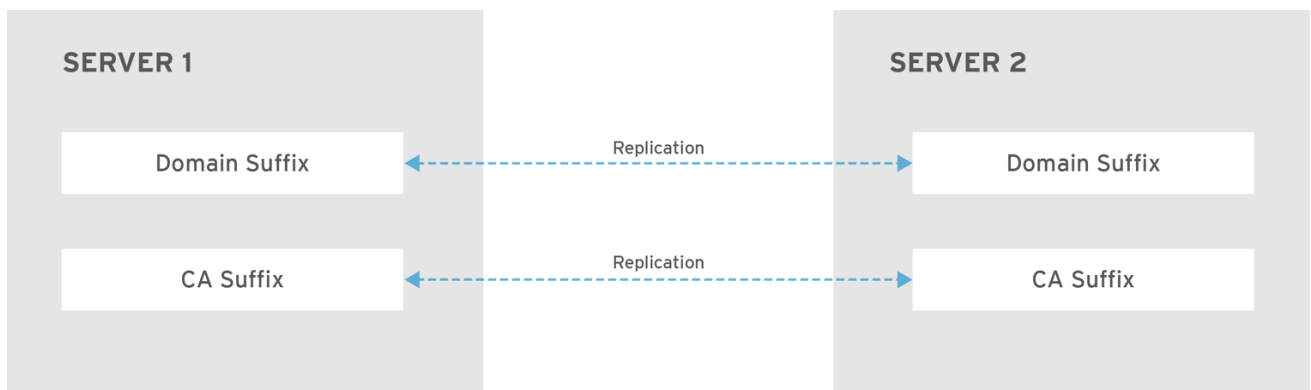 SERVER 1
SERVER 2
Domain Suffix
Replication
Domain Suffix
CA Suffix
Replication
CA Suffix